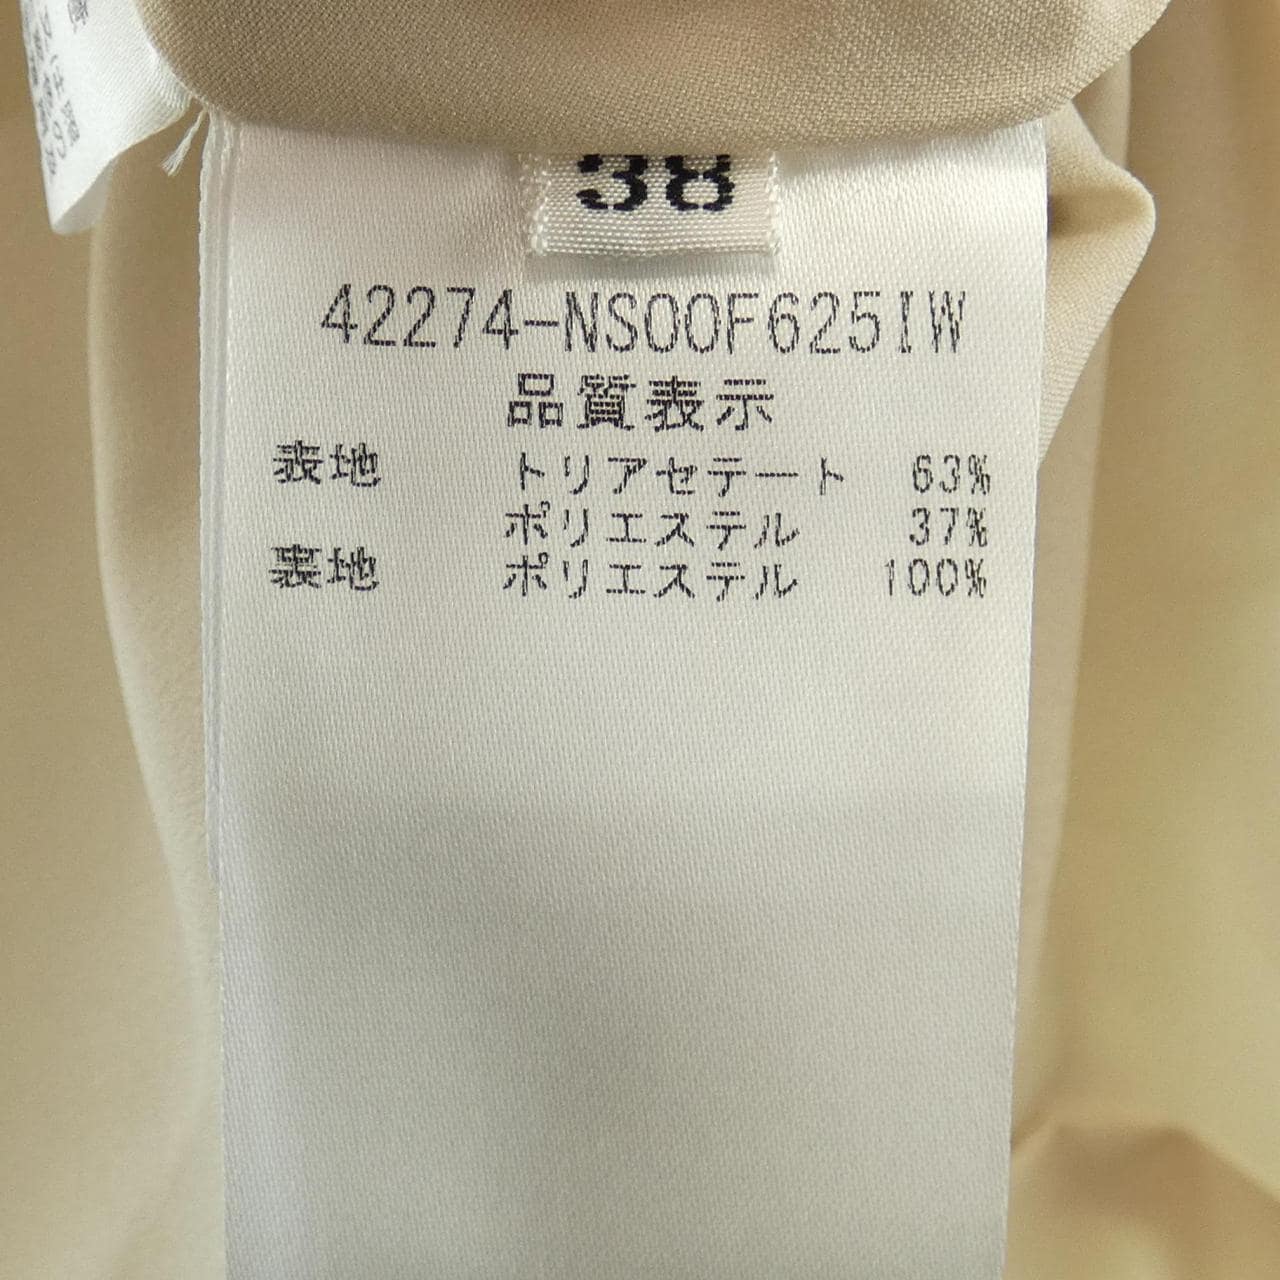 38
42274-NS00F625IW
品質表示
表地 トリアセテート 63%
ポリエステル 37%
裏地 ポリエステル 100%